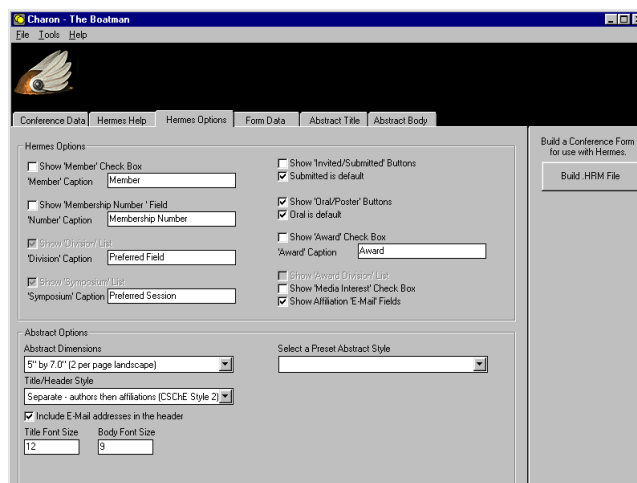 Charon - The Boatman
File Tools Help
Conference Data Hermes Help Hermes Options Form Data Abstract Title Abstract Body
Hermes Options
Show 'Member' Check Box
'Member' Caption Member
Show 'Membership Number ' Field
'Number' Caption Membership Number
Show 'Division' List
'Division' Caption Preferred Field
Show 'Symposium' List
'Symposium' Caption Preferred Session
Show 'Invited/Submitted' Buttons
Submitted is default
Show 'Oral/Poster' Buttons
Oral is default
Show 'Award' Check Box
'Award' Caption Award
Show 'Award Division' List
Show 'Media Interest' Check Box
Show Affiliation 'E-Mail' Fields
Build a Conference Form
for use with Hermes.
Build .HRM File
Abstract Options
Abstract Dimensions
5" by 7.0" (2 per page landscape)
Title/Header Style
Separate - authors then affiliations (CSChE Style 2)
Include E-Mail addresses in the header
Title Font Size Body Font Size
12 9
Select a Preset Abstract Style